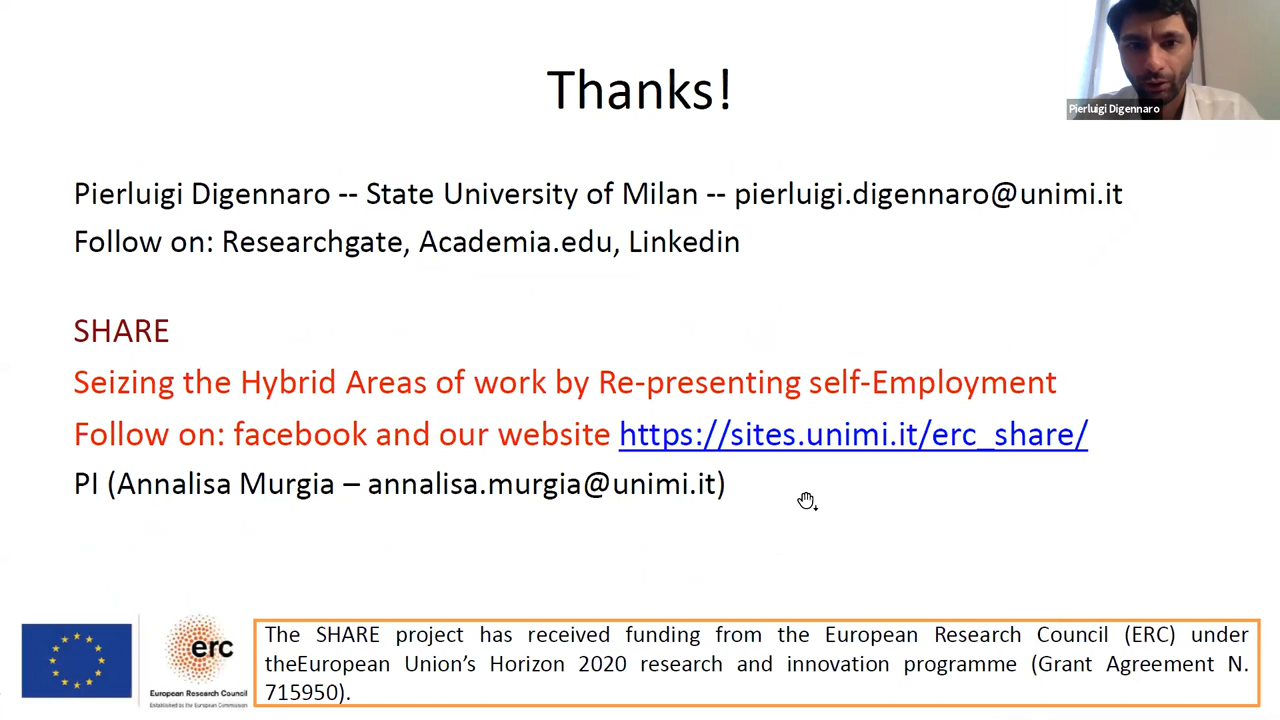 Thanks!
Pierluigi Digennaro
Pierluigi Digennaro -- State University of Milan -- pierluigi.digennaro@unimi.it
Follow on: Researchgate, Academia.edu, Linkedin
SHARE
Seizing the Hybrid Areas of work by Re-presenting self-Employment
Follow on: facebook and our website https://sites.unimi.it/erc_share/
PI (Annalisa Murgia – annalisa.murgia@unimi.it)
erc
European Research Council
Established by the European Commission
The SHARE project has received funding from the European Research Council (ERC) under
theEuropean Union’s Horizon 2020 research and innovation programme (Grant Agreement N.
715950).